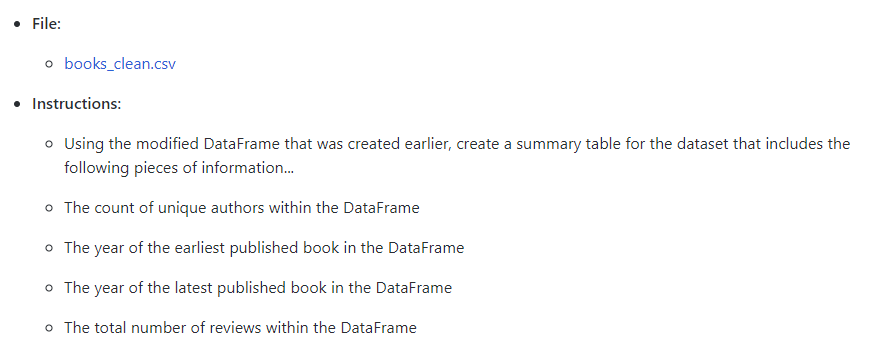 File:
books_clean.csv
Instructions:
Using the modified DataFrame that was created earlier, create a summary table for the dataset that includes the
following pieces of information...
The count of unique authors within the DataFrame
The year of the earliest published book in the DataFrame
The year of the latest published book in the DataFrame
The total number of reviews within the DataFrame